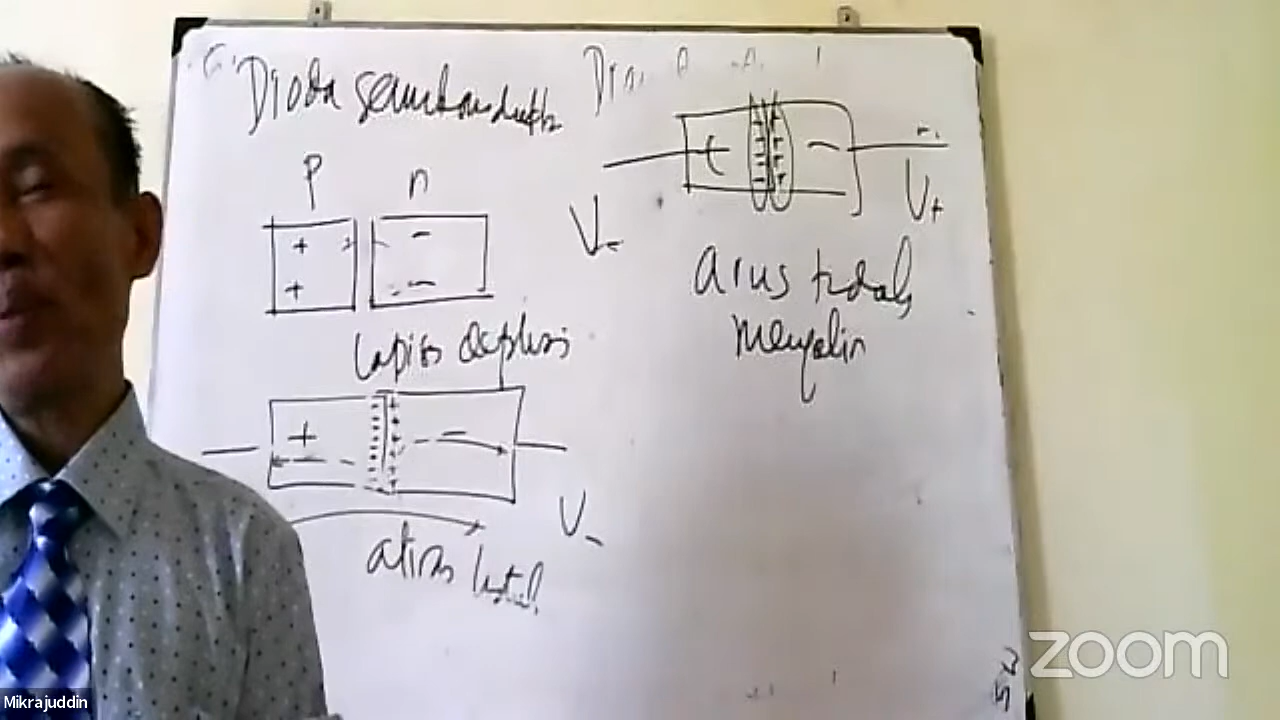 Dioda semikonduktor
p n
+ -
+ --
lapisan deplesi
+ -
V-
aliran listrik
V- V+
arus tidak
mengalir
zoom
Mikrajuddin